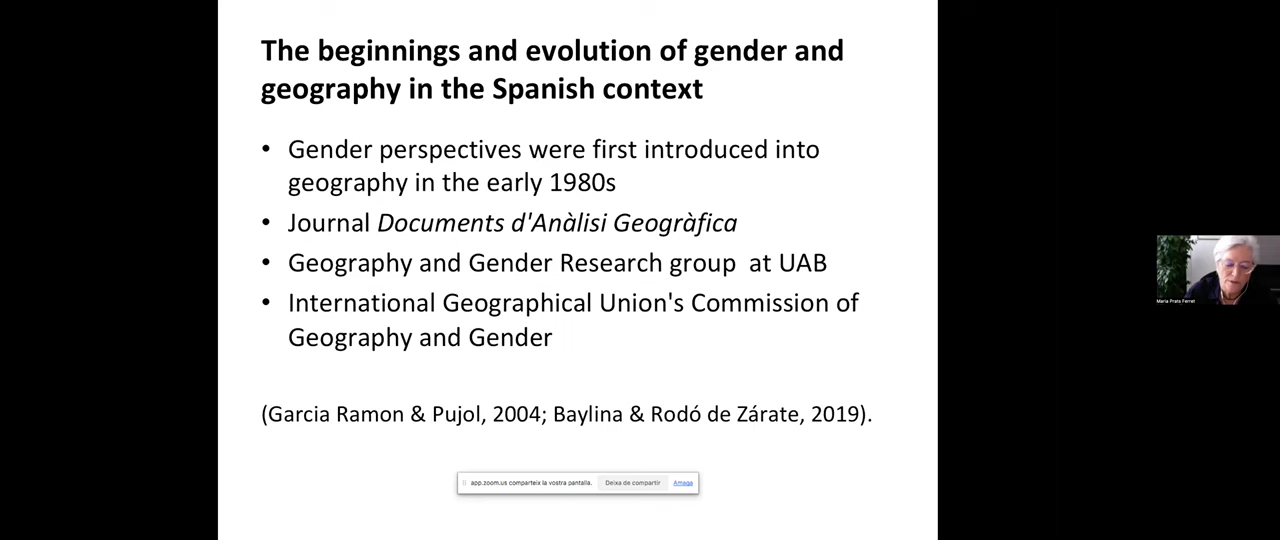 The beginnings and evolution of gender and
geography in the Spanish context
• Gender perspectives were first introduced into
geography in the early 1980s
• Journal Documents d'Anàlisi Geogràfica
• Geography and Gender Research group at UAB
• International Geographical Union's Commission of
Geography and Gender
(Garcia Ramon & Pujol, 2004; Baylina & Rodó de Zárate, 2019).
app.zoom.us comparteix la vostra pantalla. Deixa de compartir Amaga
Maria Prats Ferret